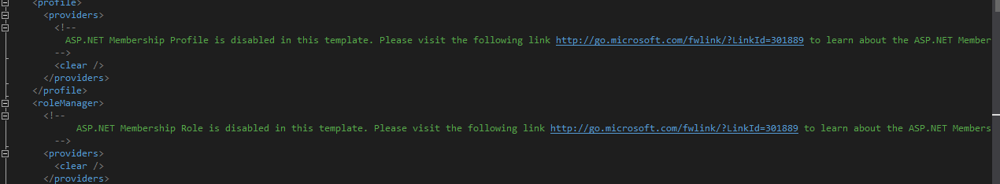 <profile>
<providers>
<!--
ASP.NET Membership Profile is disabled in this template. Please visit the following link http://go.microsoft.com/fwlink/?LinkId=301889 to learn about the ASP.NET Member
-->
<clear />
</providers>
</profile>
<roleManager>
<!--
ASP.NET Membership Role is disabled in this template. Please visit the following link http://go.microsoft.com/fwlink/?LinkId=301889 to learn about the ASP.NET Members
-->
<providers>
<clear />
</providers>